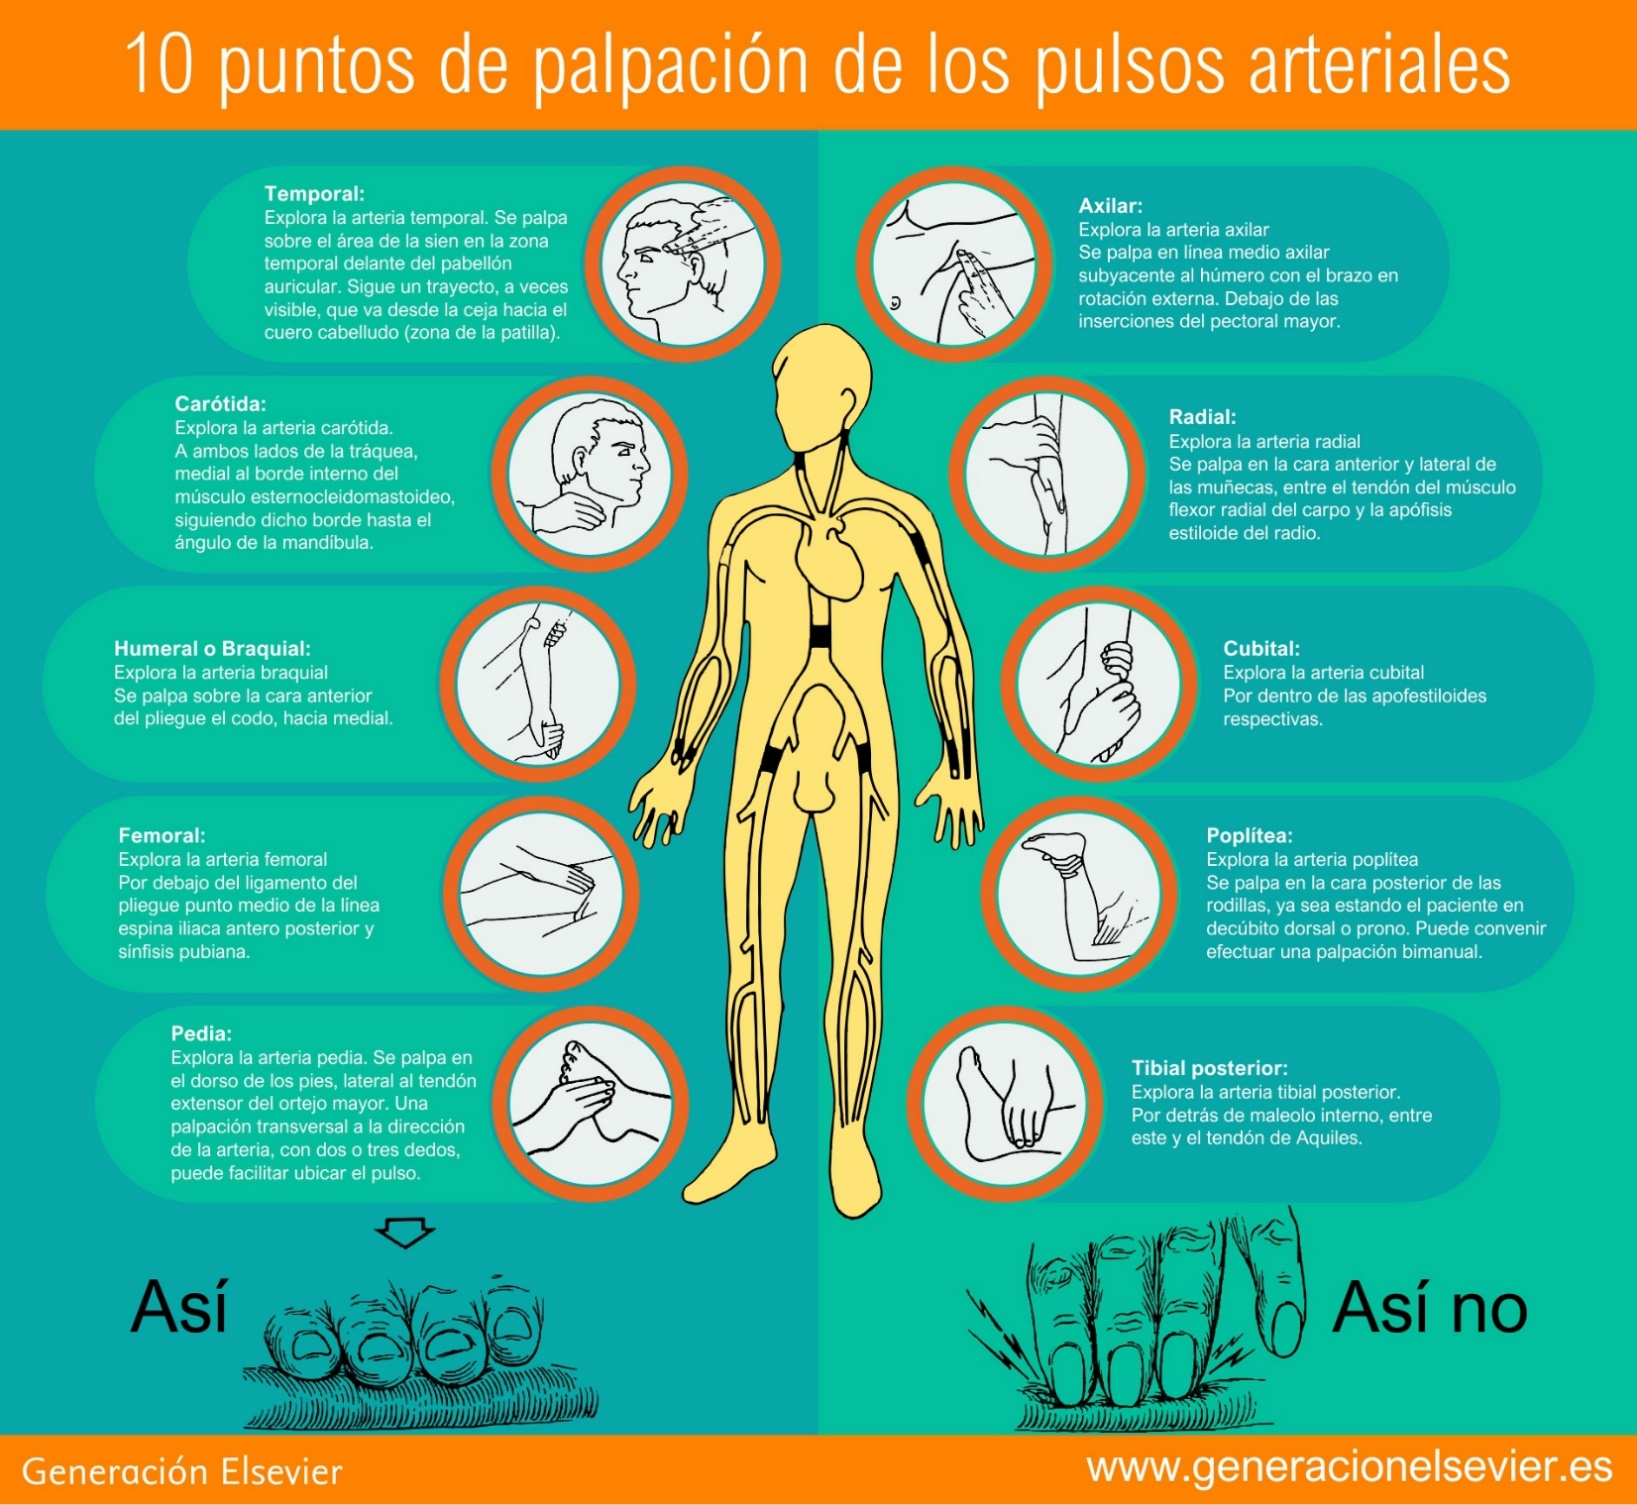 10 puntos de palpación de los pulsos arteriales
Temporal:
Explora la arteria temporal. Se palpa
sobre el área de la sien en la zona
temporal delante del pabellón
auricular. Sigue un trayecto, a veces
visible, que va desde la ceja hacia el
cuero cabelludo (zona de la patilla).
Axilar:
Explora la arteria axilar
Se palpa en línea medio axilar
subyacente al húmero con el brazo en
rotación externa. Debajo de las
inserciones del pectoral mayor.
Carótida:
Explora la arteria carótida.
A ambos lados de la tráquea,
medial al borde interno del
músculo esternocleidomastoideo,
siguiendo dicho borde hasta el
ángulo de la mandíbula.
Radial:
Explora la arteria radial
Se palpa en la cara anterior y lateral de
las muñecas, entre el tendón del músculo
flexor radial del carpo y la apófisis
estiloide del radio.
Humeral o Braquial:
Explora la arteria braquial
Se palpa sobre la cara anterior
del pliegue el codo, hacia medial.
Cubital:
Explora la arteria cubital
Por dentro de las apofestiloides
respectivas.
Femoral:
Explora la arteria femoral
Por debajo del ligamento del
pliegue punto medio de la línea
espina iliaca antero posterior y
sínfisis pubiana.
Poplítea:
Explora la arteria poplítea
Se palpa en la cara posterior de las
rodillas, ya sea estando el paciente en
decúbito dorsal o prono. Puede convenir
efectuar una palpación bimanual.
Pedia:
Explora la arteria pedia. Se palpa en
el dorso de los pies, lateral al tendón
extensor del ortejo mayor. Una
palpación transversal a la dirección
de la arteria, con dos o tres dedos,
puede facilitar ubicar el pulso.
Tibial posterior:
Explora la arteria tibial posterior.
Por detrás de maleolo interno, entre
este y el tendón de Aquiles.
Así
Así no
Generación Elsevier
www.generacionelsevier.es